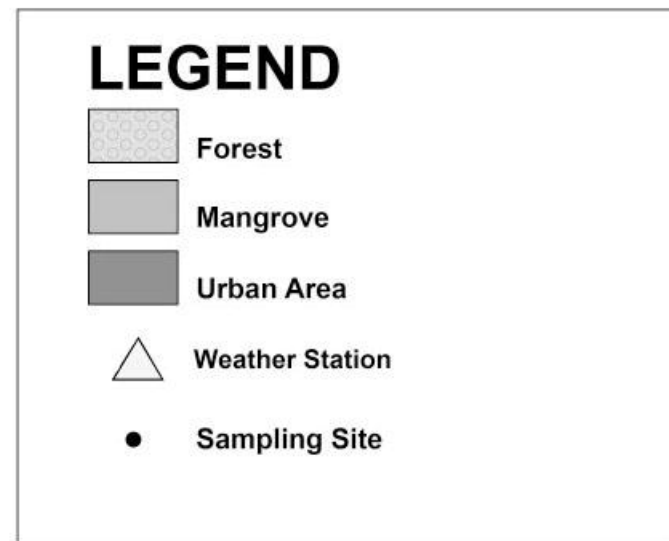 LEGEND
Forest
Mangrove
Urban Area
Weather Station
Sampling Site